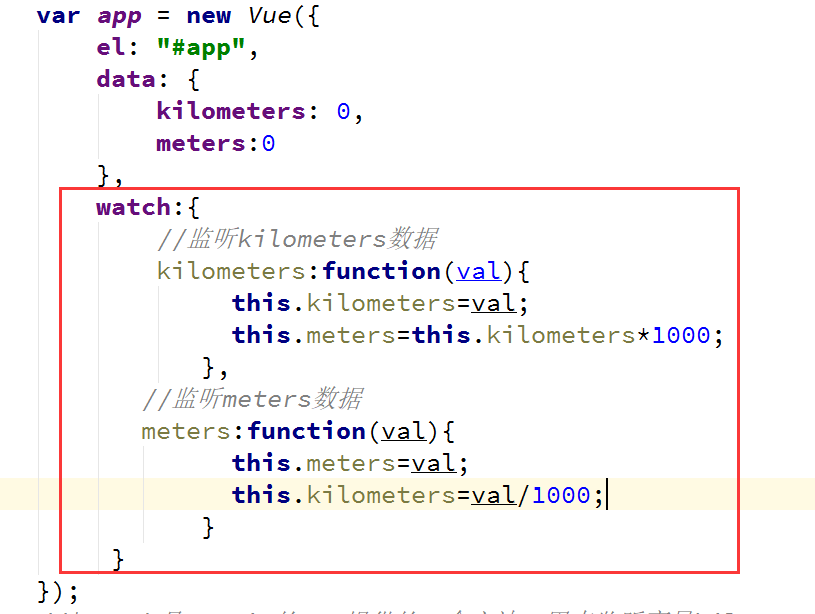 var app = new Vue({
el: "#app",
data: {
kilometers: 0,
meters:0
},
watch:{
//监听kilometers数据
kilometers:function(val){
this.kilometers=val;
this.meters=this.kilometers*1000;
},
//监听meters数据
meters:function(val){
this.meters=val;
this.kilometers=val/1000;
}
}
});